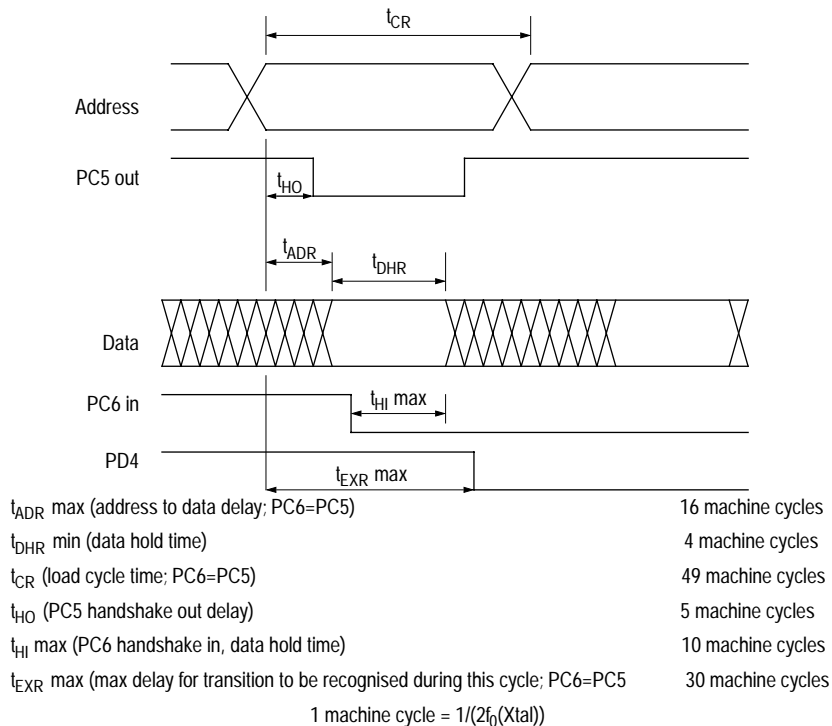 tCR
Address
PC5 out
tHO
tADR
tDHR
Data
PC6 in
tHI max
PD4
tEXR max
tADR max (address to data delay; PC6=PC5) 16 machine cycles
tDHR min (data hold time) 4 machine cycles
tCR (load cycle time; PC6=PC5) 49 machine cycles
tHO (PC5 handshake out delay) 5 machine cycles
tHI max (PC6 handshake in, data hold time) 10 machine cycles
tEXR max (max delay for transition to be recognised during this cycle; PC6=PC5 30 machine cycles
1 machine cycle = 1/(2f0(Xtal))